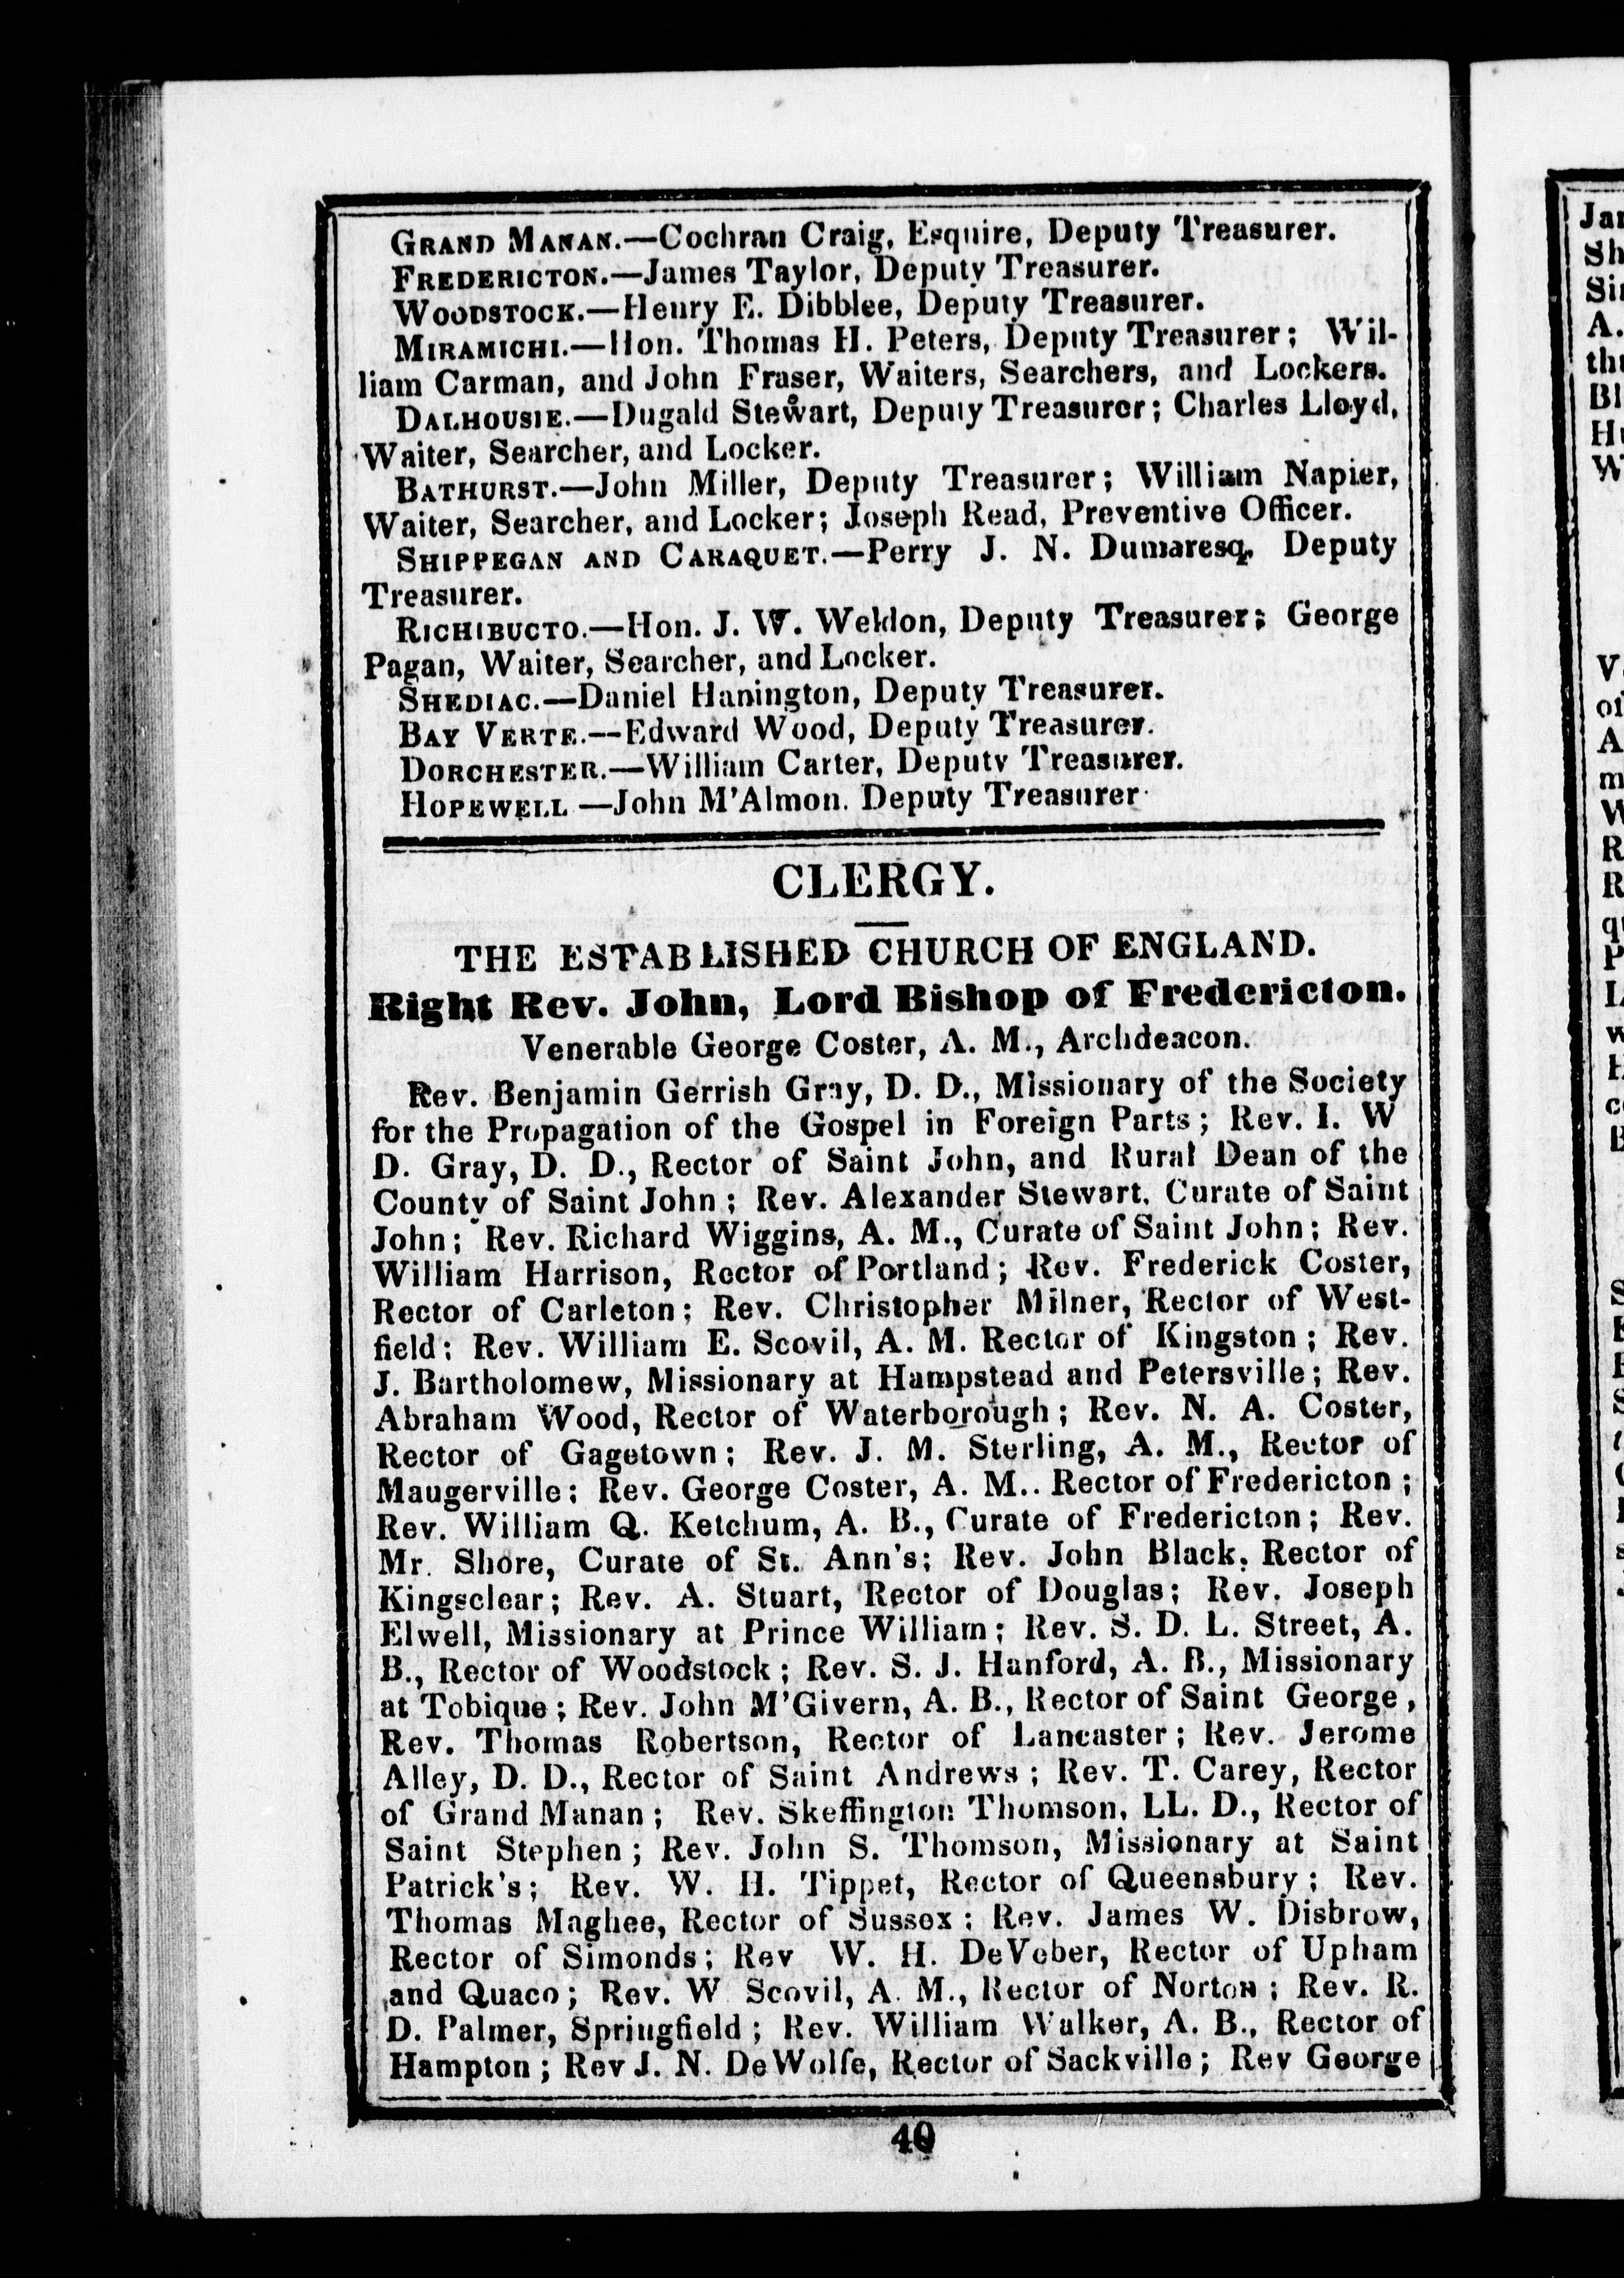 GRAND MANAN.—Cochran Craig, Esquire, Deputy Treasurer.
FREDERICTON.—James Taylor, Deputy Treasurer.
WOODSTOCK.—Henry E. Dibblee, Deputy Treasurer.
MIRAMICHI.—Hon. Thomas H. Peters, Deputy Treasurer; Wil-
liam Carman, and John Fraser, Waiters, Searchers, and Lockers.
DALHOUSIE.—Dugald Stewart, Deputy Treasurer; Charles Lloyd,
Waiter, Searcher, and Locker.
BATHURST.—John Miller, Deputy Treasurer; William Napier,
Waiter, Searcher, and Locker; Joseph Read, Preventive Officer.
SHIPPEGAN AND CARAQUET.—Perry J. N. Dumaresq, Deputy
Treasurer.
RICHIBUCTO.—Hon. J. W. Weldon, Deputy Treasurer; George
Pagan, Waiter, Searcher, and Locker.
SHEDIAC.—Daniel Hanington, Deputy Treasurer.
BAY VERTE.—Edward Wood, Deputy Treasurer.
DORCHESTER.—William Carter, Deputy Treasurer.
HOPEWELL —John M'Almon. Deputy Treasurer
CLERGY.
THE ESTABLISHED CHURCH OF ENGLAND.
Right Rev. John, Lord Bishop of Fredericton.
Venerable George Coster, A. M., Archdeacon.
Rev. Benjamin Gerrish Gray, D. D., Missionary of the Society
for the Propagation of the Gospel in Foreign Parts; Rev. I. W
D. Gray, D. D., Rector of Saint John, and Rural Dean of the
County of Saint John; Rev. Alexander Stewart, Curate of Saint
John; Rev. Richard Wiggins, A. M., Curate of Saint John; Rev.
William Harrison, Rector of Portland; Rev. Frederick Coster,
Rector of Carleton; Rev. Christopher Milner, Rector of West-
field; Rev. William E. Scovil, A. M. Rector of Kingston; Rev.
J. Bartholomew, Missionary at Hampstead and Petersville; Rev.
Abraham Wood, Rector of Waterborough; Rev. N. A. Coster,
Rector of Gagetown; Rev. J. M. Sterling, A. M., Rector of
Maugerville; Rev. George Coster, A. M.. Rector of Fredericton;
Rev. William Q. Ketchum, A. B., Curate of Fredericton; Rev.
Mr. Shore, Curate of St. Ann's; Rev. John Black, Rector of
Kingsclear; Rev. A. Stuart, Rector of Douglas; Rev. Joseph
Elwell, Missionary at Prince William; Rev. S. D. L. Street, A.
B., Rector of Woodstock; Rev. S. J. Hanford, A. B., Missionary
at Tobique; Rev. John M'Givern, A. B., Rector of Saint George,
Rev. Thomas Robertson, Rector of Lancaster; Rev. Jerome
Alley, D. D., Rector of Saint Andrews; Rev. T. Carey, Rector
of Grand Manan; Rev. Skeffington Thomson, LL. D., Rector of
Saint Stephen; Rev. John S. Thomson, Missionary at Saint
Patrick's; Rev. W. H. Tippet, Rector of Queensbury; Rev.
Thomas Maghee, Rector of Sussex; Rev. James W. Disbrow,
Rector of Simonds; Rev W. H. DeVeber, Rector of Upham
and Quaco; Rev. W Scovil, A. M., Rector of Norton; Rev. R.
D. Palmer, Springfield; Rev. William Walker, A. B., Rector of
Hampton; Rev J. N. DeWolfe, Rector of Sackville; Rev George
40